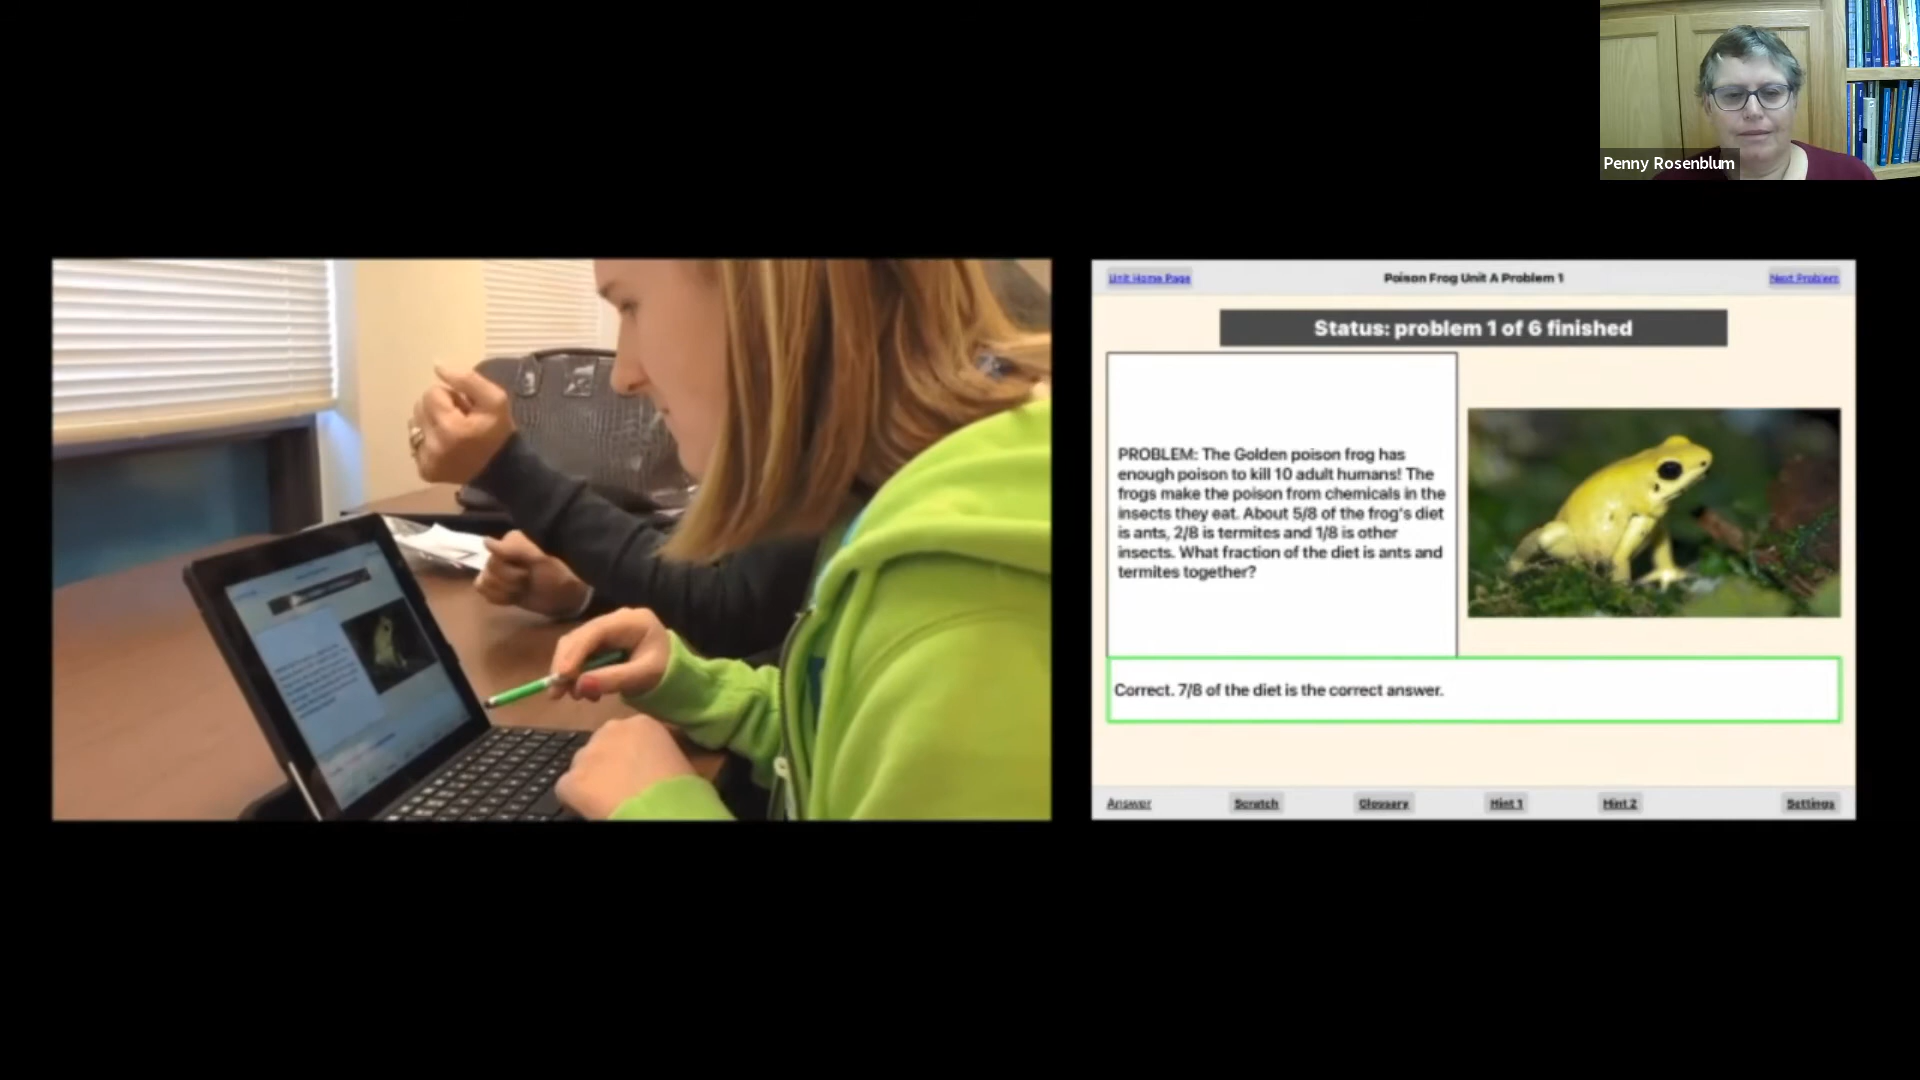 Penny Rosenblum
Unit Home Page
Poison Frog Unit A Problem 1
Next Problem
Status: problem 1 of 6 finished
PROBLEM: The Golden poison frog has
enough poison to kill 10 adult humans! The
frogs make the poison from chemicals in the
insects they eat. About 5/8 of the frog's diet
is ants, 2/8 is termites and 1/8 is other
insects. What fraction of the diet is ants and
termites together?
Correct. 7/8 of the diet is the correct answer.
Answer
Scratch
Glossary
Hint 1
Hint 2
Settings